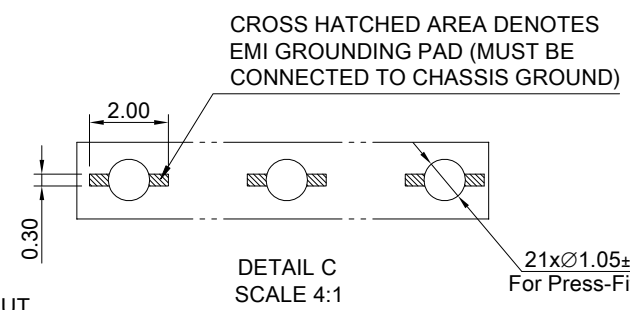 CROSS HATCHED AREA DENOTES
EMI GROUNDING PAD (MUST BE
CONNECTED TO CHASSIS GROUND)
2.00
0.30
DETAIL C
SCALE 4:1
21x∅1.05±
For Press-Fi
UT